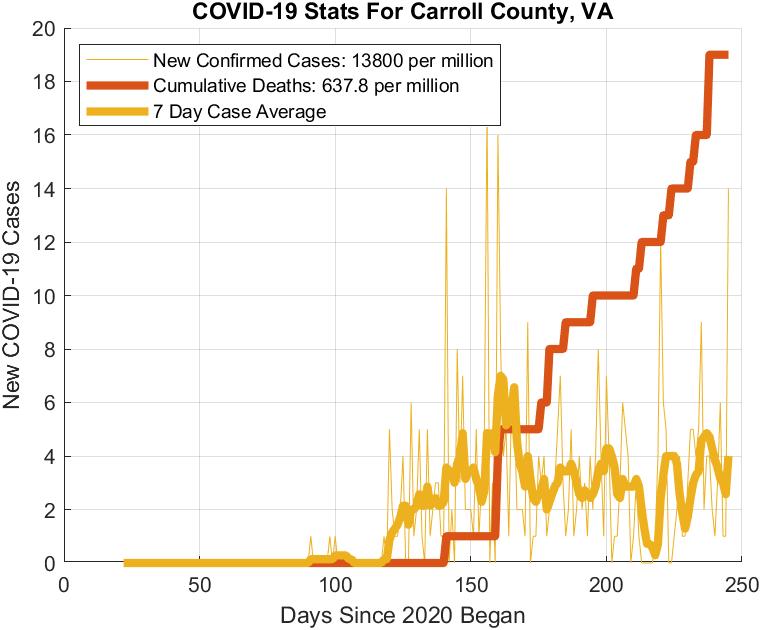 COVID-19 Stats For Carroll County, VA
New Confirmed Cases: 13800 per million
Cumulative Deaths: 637.8 per million
7 Day Case Average
New COVID-19 Cases
20
18
16
14
12
10
8
6
4
2
0
0 50 100 150 200 250
Days Since 2020 Began